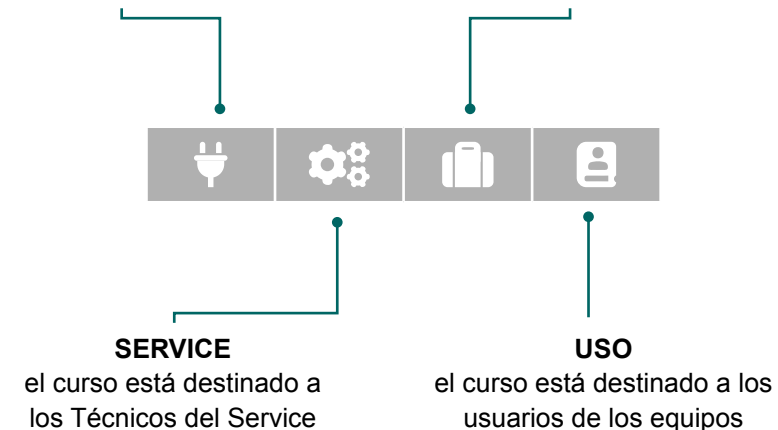 SERVICE
el curso está destinado a
los Técnicos del Service
USO
el curso está destinado a los
usuarios de los equipos